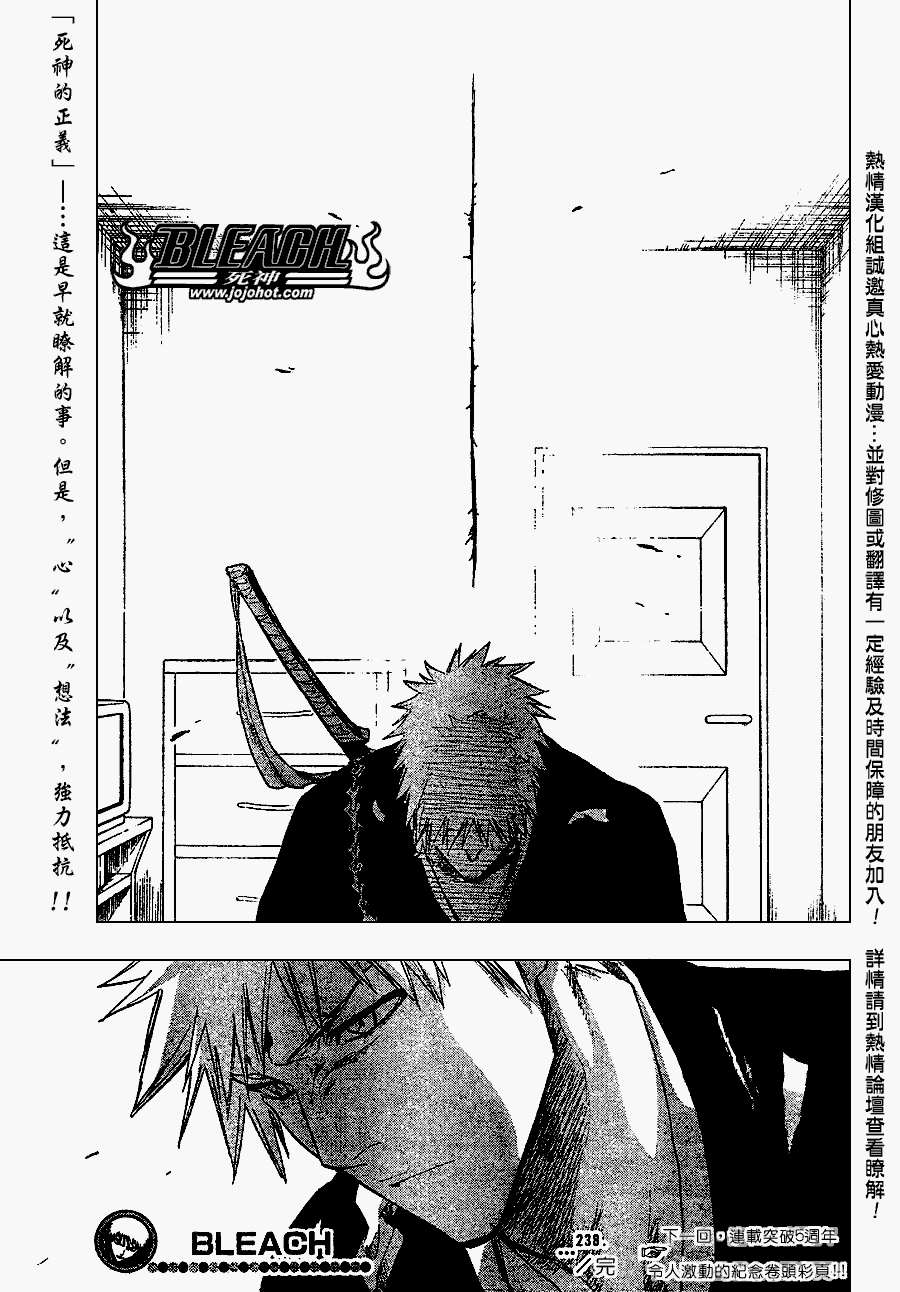 熱情漢化組誠邀真心熱愛動漫…並對修圖或翻譯有一定經驗及時間保障的朋友加入！ 詳情請到熱情論壇查看瞭解！
BLEACH
死神
www.jojohot.com
「死神的正義」—…這是早就瞭解的事。但是，〝心〞以及〝想法〞，強力抵抗！！
BLEACH
238.
完
下一回，連載突破5週年
令人激動的紀念卷頭彩頁!!